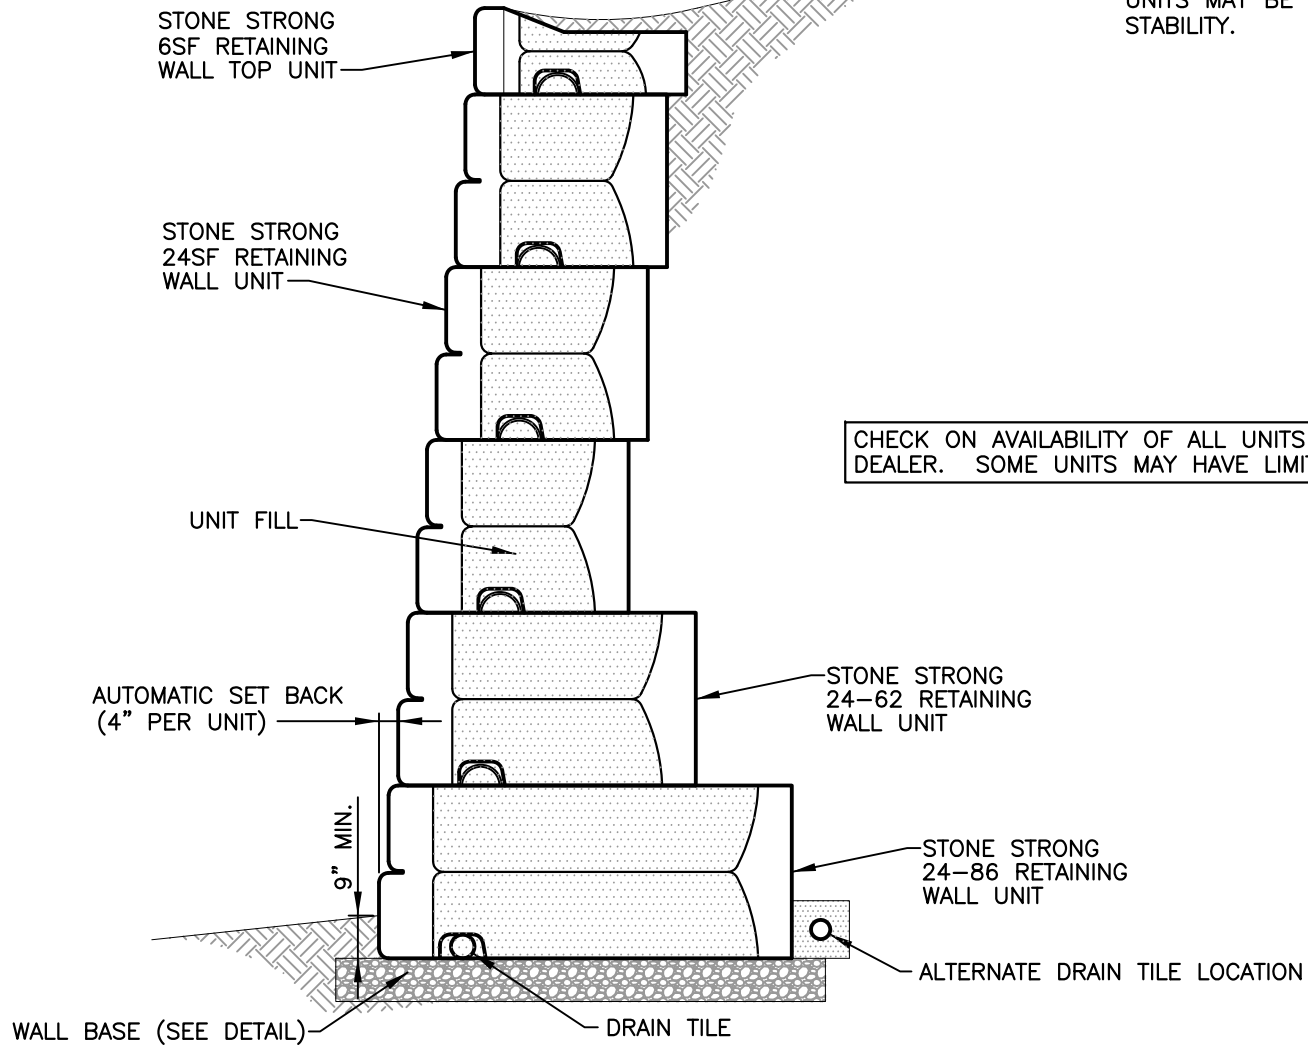 UNITS MAY BE
STABILITY.
STONE STRONG
6SF RETAINING
WALL TOP UNIT
STONE STRONG
24SF RETAINING
WALL UNIT
CHECK ON AVAILABILITY OF ALL UNITS
DEALER. SOME UNITS MAY HAVE LIMIT
UNIT FILL
AUTOMATIC SET BACK
(4" PER UNIT)
STONE STRONG
24-62 RETAINING
WALL UNIT
9" MIN.
STONE STRONG
24-86 RETAINING
WALL UNIT
ALTERNATE DRAIN TILE LOCATION
WALL BASE (SEE DETAIL)
DRAIN TILE